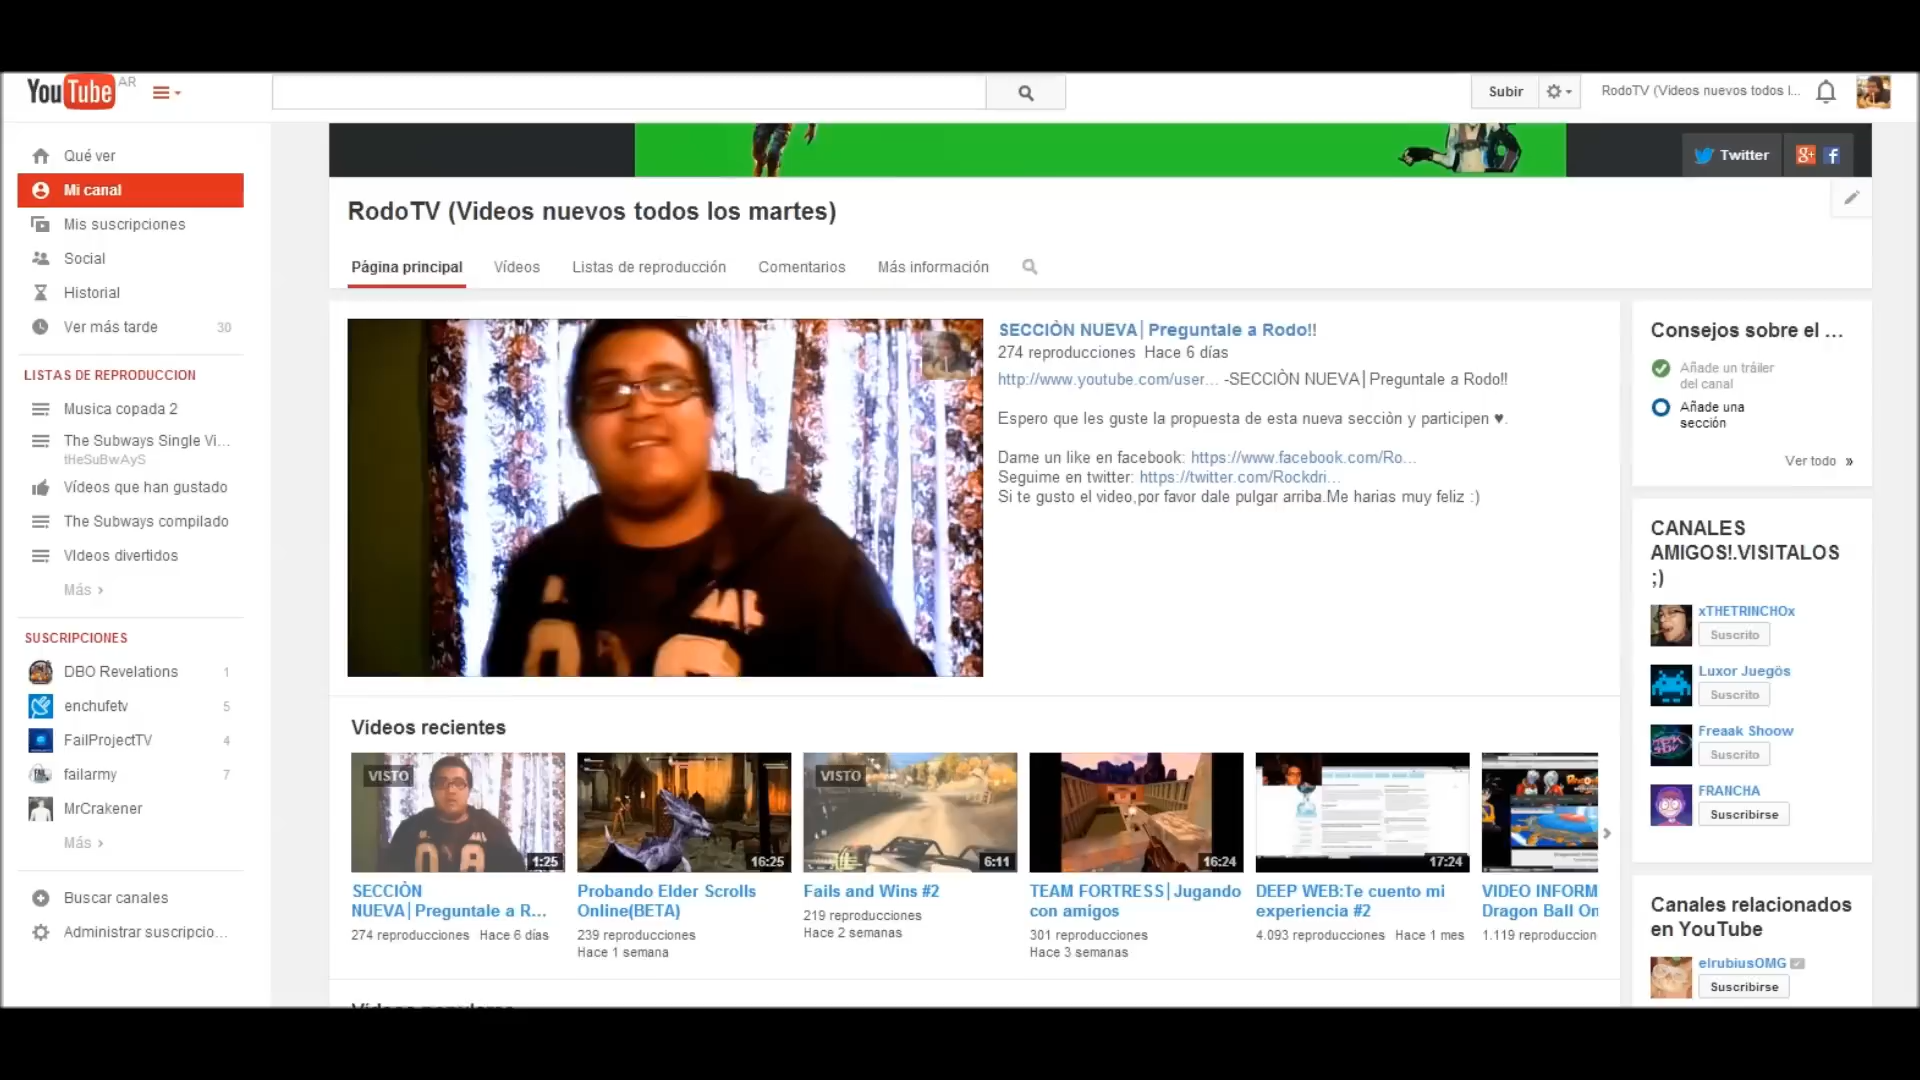 YouTube AR
Subir
RodoTV (Videos nuevos todos l...
Qué ver
Mi canal
Mis suscripciones
Social
Historial
Ver más tarde 30
LISTAS DE REPRODUCCION
Musica copada 2
The Subways Single Vi...
tHeSuBwAyS
Vídeos que han gustado
The Subways compilado
VIdeos divertidos
Más
SUSCRIPCIONES
DBO Revelations 1
enchufetv 5
FailProjectTV 4
failarmy 7
MrCrakener
Más
Buscar canales
Administrar suscripcio...
Twitter
RodoTV (Videos nuevos todos los martes)
Página principal
Vídeos
Listas de reproducción
Comentarios
Más información
SECCIÒN NUEVA|Preguntale a Rodo!!
274 reproducciones Hace 6 días
http://www.youtube.com/user... -SECCIÒN NUEVA|Preguntale a Rodo!!
Espero que les guste la propuesta de esta nueva secciòn y participen ♥.
Dame un like en facebook: https://www.facebook.com/Ro...
Seguime en twitter: https://twitter.com/Rockdri...
Si te gusto el video,por favor dale pulgar arriba.Me harias muy feliz :)
Vídeos recientes
VISTO
1:25
SECCIÒN
NUEVA|Preguntale a R...
274 reproducciones Hace 6 días
16:25
Probando Elder Scrolls
Online(BETA)
239 reproducciones
Hace 1 semana
VISTO
6:11
Fails and Wins #2
219 reproducciones
Hace 2 semanas
16:24
TEAM FORTRESS|Jugando
con amigos
301 reproducciones
Hace 3 semanas
17:24
DEEP WEB:Te cuento mi
experiencia #2
4.093 reproducciones Hace 1 mes
VIDEO INFORM
Dragon Ball On
1.119 reproduccion
Consejos sobre el ...
Añade un tráiler
del canal
Añade una
sección
Ver todo »
CANALES
AMIGOS!.VISITALOS
;)
xTHETRINCHOx
Suscrito
Luxor Juegòs
Suscrito
Freaak Shoow
Suscrito
FRANCHA
Suscribirse
Canales relacionados
en YouTube
elrubiusOMG
Suscribirse